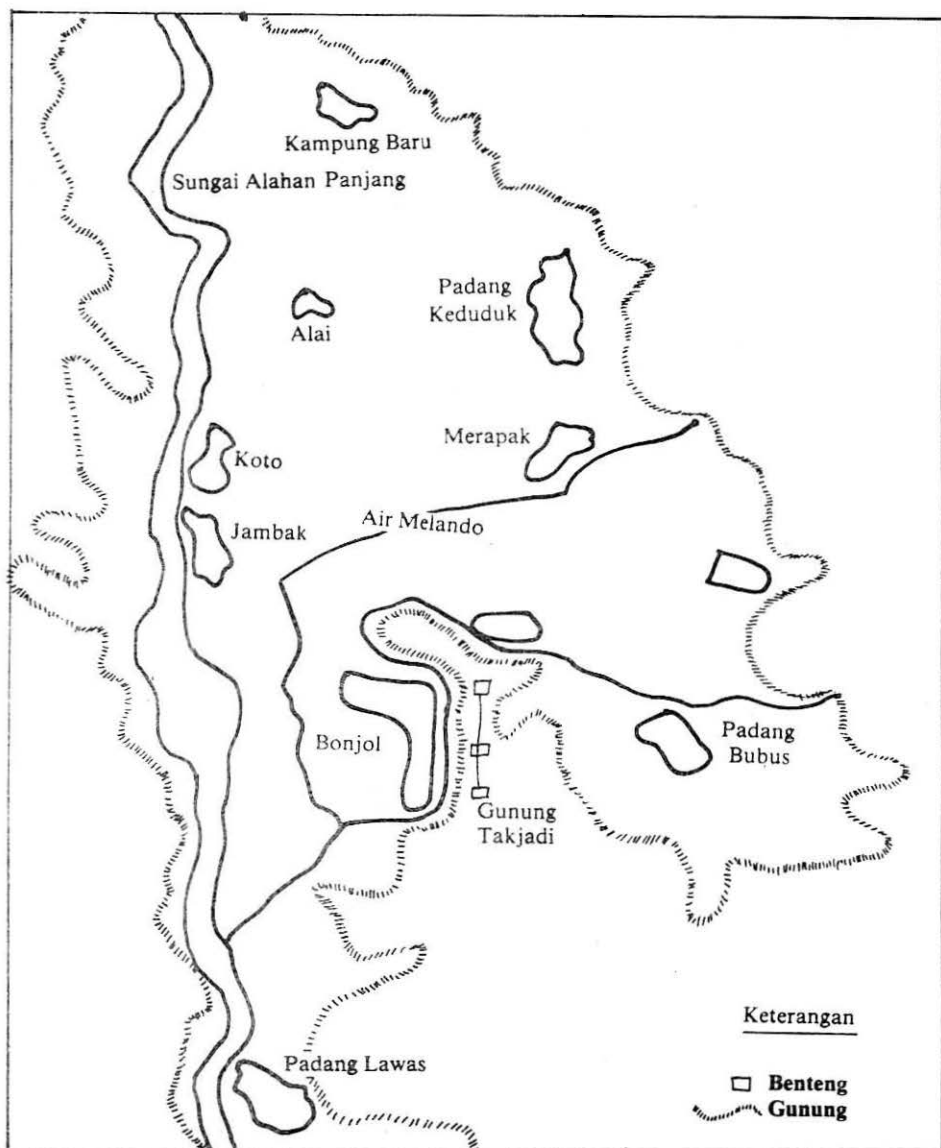 Kampung Baru
Sungai Alahan Panjang
Padang
Keduduk
Alai
Merapak
Koto
Air Melando
Jambak
Bonjol
Padang
Bubus
Gunung
Takjadi
Keterangan
Padang Lawas
Benteng
Gunung